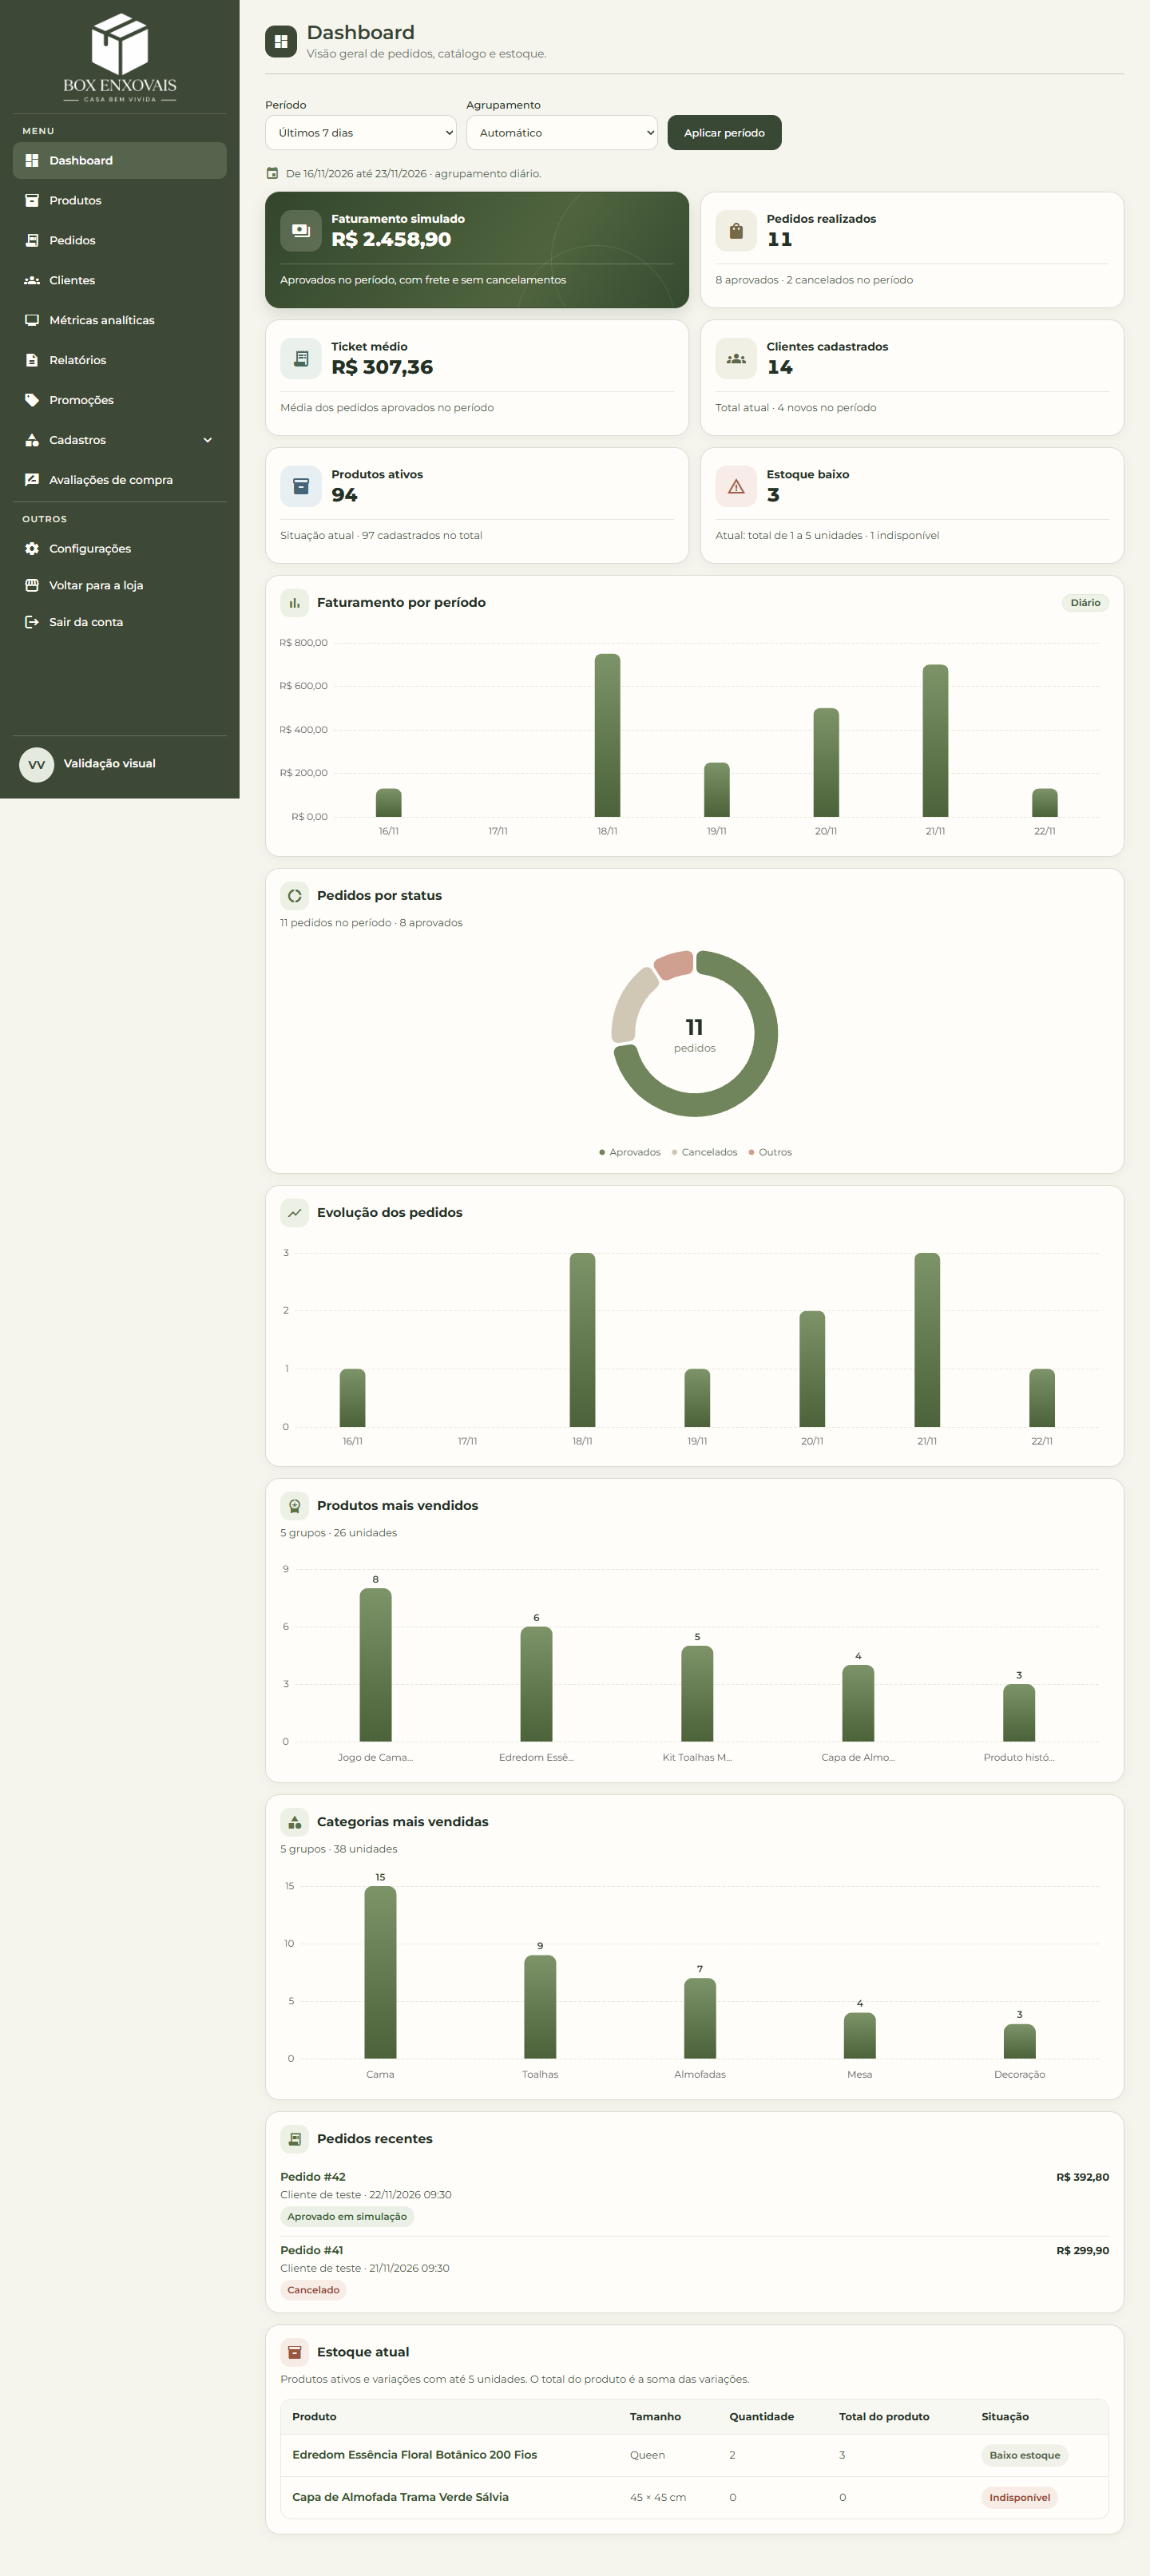 BOX ENXOVAIS
CASA BEM VIVIDA
MENU
Dashboard
Produtos
Pedidos
Clientes
Métricas analíticas
Relatórios
Promoções
Cadastros
Avaliações de compra
OUTROS
Configurações
Voltar para a loja
Sair da conta
VV Validação visual
Dashboard
Visão geral de pedidos, catálogo e estoque.
Período Agrupamento
Últimos 7 dias Automático Aplicar período
De 16/11/2026 até 23/11/2026 · agrupamento diário.
Faturamento simulado
R$ 2.458,90
Aprovados no período, com frete e sem cancelamentos
Pedidos realizados
11
8 aprovados · 2 cancelados no período
Ticket médio
R$ 307,36
Média dos pedidos aprovados no período
Clientes cadastrados
14
Total atual · 4 novos no período
Produtos ativos
94
Situação atual · 97 cadastrados no total
Estoque baixo
3
Atual: total de 1 a 5 unidades · 1 indisponível
Faturamento por período Diário
R$ 800,00
R$ 600,00
R$ 400,00
R$ 200,00
R$ 0,00
16/11 17/11 18/11 19/11 20/11 21/11 22/11
Pedidos por status
11 pedidos no período · 8 aprovados
11
pedidos
Aprovados Cancelados Outros
Evolução dos pedidos
3
2
1
0
16/11 17/11 18/11 19/11 20/11 21/11 22/11
Produtos mais vendidos
5 grupos · 26 unidades
9
6
3
0
8
6
5
4
3
Jogo de Cama... Edredom Essê... Kit Toalhas M... Capa de Almo... Produto histó...
Categorias mais vendidas
5 grupos · 38 unidades
15
10
5
0
15
9
7
4
3
Cama Toalhas Almofadas Mesa Decoração
Pedidos recentes
Pedido #42 R$ 392,80
Cliente de teste · 22/11/2026 09:30
Aprovado em simulação
Pedido #41 R$ 299,90
Cliente de teste · 21/11/2026 09:30
Cancelado
Estoque atual
Produtos ativos e variações com até 5 unidades. O total do produto é a soma das variações.
Produto Tamanho Quantidade Total do produto Situação
Edredom Essência Floral Botânico 200 Fios Queen 2 3 Baixo estoque
Capa de Almofada Trama Verde Sálvia 45 × 45 cm 0 0 Indisponível